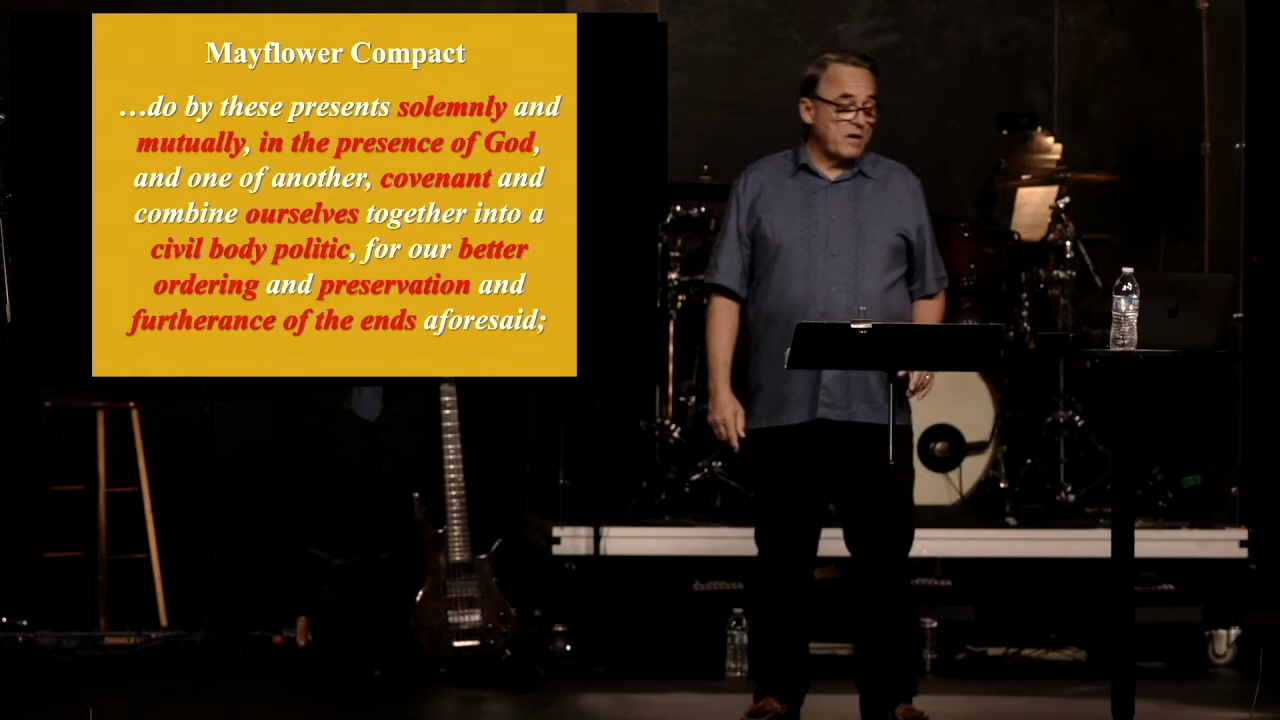 Mayflower Compact
…do by these presents solemnly and
mutually, in the presence of God,
and one of another, covenant and
combine ourselves together into a
civil body politic, for our better
ordering and preservation and
furtherance of the ends aforesaid;